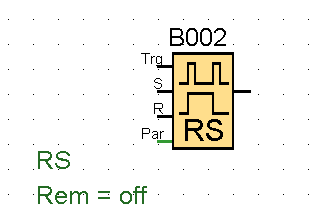 B002
Trg
S
R
Par
RS
RS
Rem = off